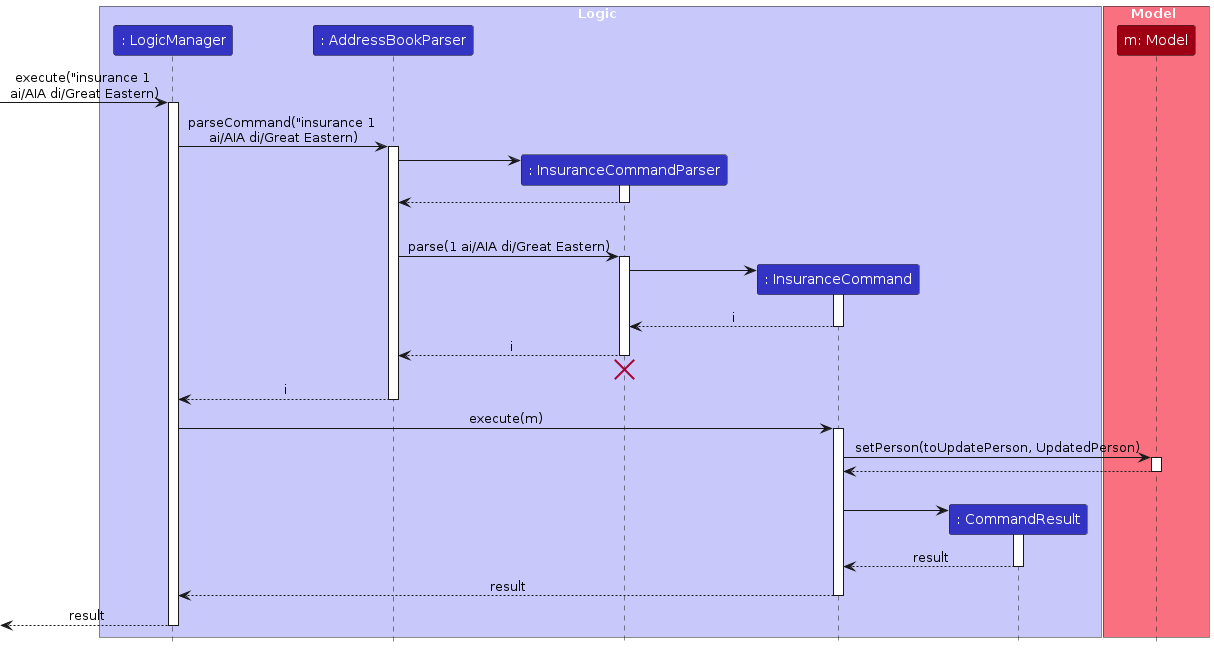 Logic
Model
: LogicManager
: AddressBookParser
m: Model
execute("insurance 1
ai/AIA di/Great Eastern)
parseCommand("insurance 1
ai/AIA di/Great Eastern)
: InsuranceCommandParser
parse(1 ai/AIA di/Great Eastern)
: InsuranceCommand
i
i
i
execute(m)
setPerson(toUpdatePerson, UpdatedPerson)
: CommandResult
result
result
result